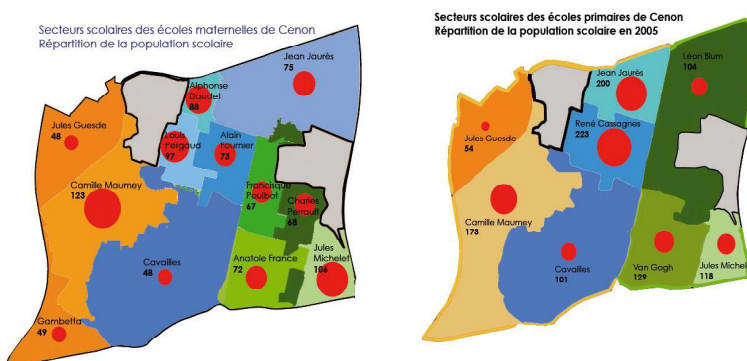 Secteurs scolaires des écoles maternelles de Cenon
Répartition de la population scolaire
Jean Jaurès
75
Alphonse
Daudet
88
Jules Guesde
48
Louis
Pergaud
97
Alain
Fournier
73
Camille Maumey
123
Francisque
Poulbot
67
Charles
Perrault
68
Cavailles
48
Anatole France
72
Jules
Michelet
106
Gambetta
49
Secteurs scolaires des écoles primaires de Cenon
Répartition de la population scolaire en 2005
Léon Blum
104
Jean Jaurès
200
René Cassagnes
223
Jules Guesde
54
Camille Maumey
173
Cavailles
101
Van Gogh
129
Jules Michel
118